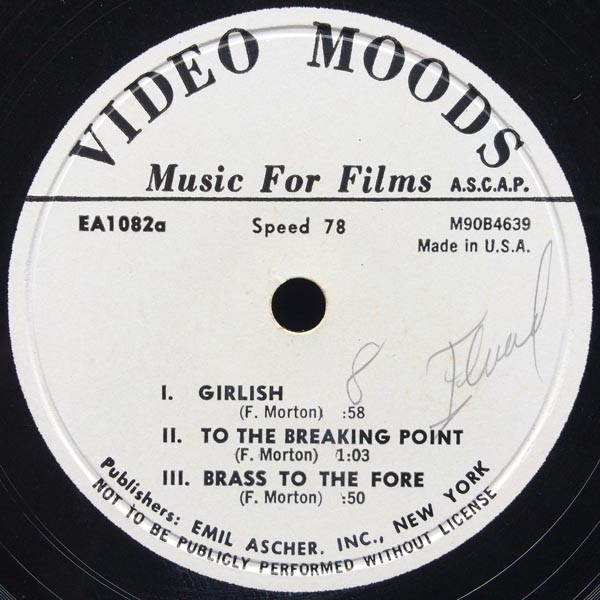 VIDEO MOODS
Music For Films A.S.C.A.P.
EA1082a Speed 78 M90B4639
Made in U.S.A.
8
I. GIRLISH
(F. Morton) :58
II. TO THE BREAKING POINT
(F. Morton) 1:03
III. BRASS TO THE FORE
(F. Morton) :50
Publishers: EMIL ASCHER. INC., NEW YORK
NOT TO BE PUBLICLY PERFORMED WITHOUT LICENSE